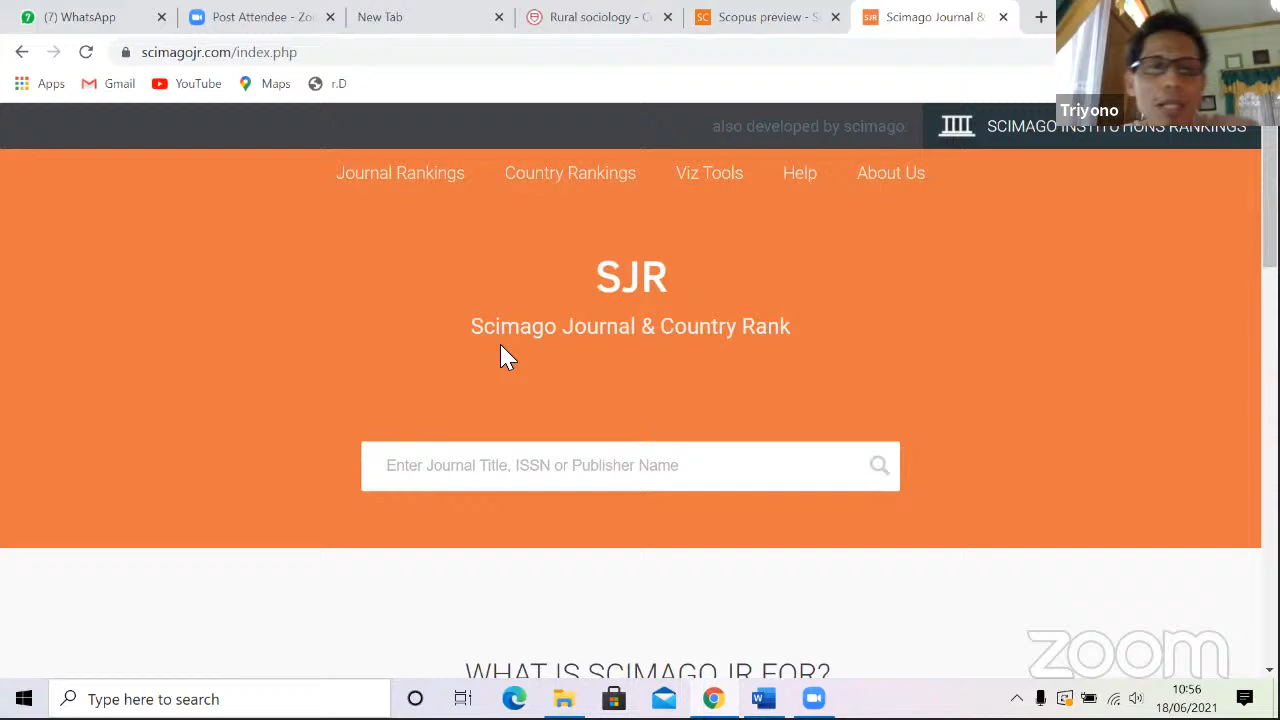 (7) WhatsApp
Post Attendee - Zo
New Tab
Rural sociology - C
Scopus preview - S
Scimago Journal &
scimagojr.com/index.php
Apps
Gmail
YouTube
Maps
r.D
Triyono
also developed by scimago:
SCIMAGO INSTITUTIONS RANKINGS
Journal Rankings
Country Rankings
Viz Tools
Help
About Us
SJR
Scimago Journal & Country Rank
Enter Journal Title, ISSN or Publisher Name
WHAT IS SCIMAGO JR FOR?
zoom
Type here to search
10:56
18/06/2021